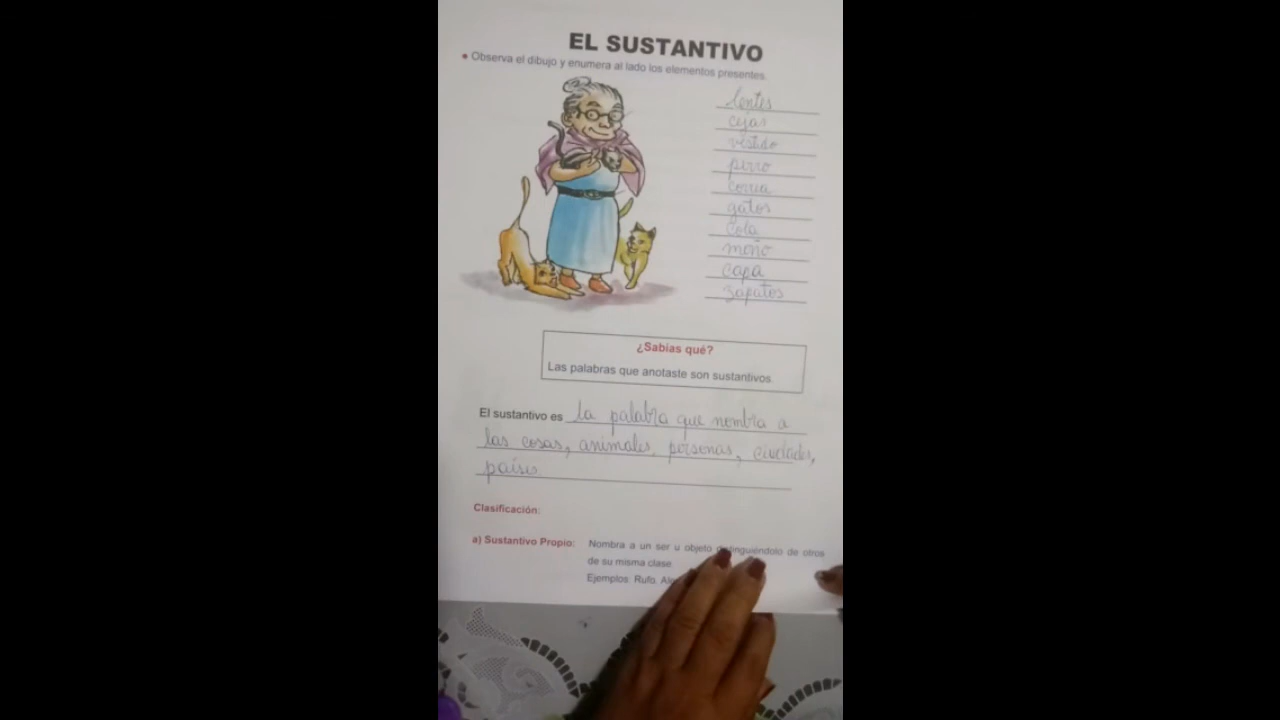 EL SUSTANTIVO
• Observa el dibujo y enumera al lado los elementos presentes.
lentes
cejas
vestido
perro
correa
gatos
cola
moño
capa
zapatos
¿Sabías qué?
Las palabras que anotaste son sustantivos.
El sustantivo es la palabra que nombra a
las cosas, animales, personas, ciudades,
países.
Clasificación:
a) Sustantivo Propio: Nombra a un ser u objeto distinguiéndolo de otros
de su misma clase.
Ejemplos: Rufo,